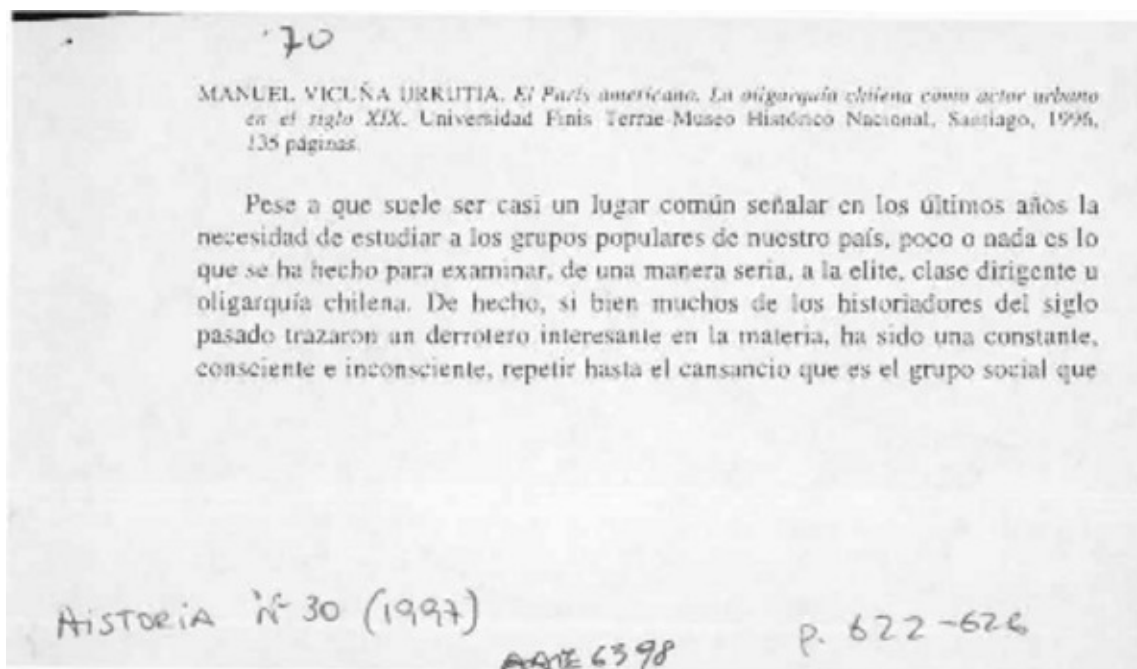 70
MANUEL VICUÑA URRUTIA. El París americano. La oligarquía chilena como actor urbano
en el siglo XIX. Universidad Finis Terrae-Museo Histórico Nacional, Santiago, 1996,
135 páginas.
Pese a que suele ser casi un lugar común señalar en los últimos años la
necesidad de estudiar a los grupos populares de nuestro país, poco o nada es lo
que se ha hecho para examinar, de una manera seria, a la elite, clase dirigente u
oligarquía chilena. De hecho, si bien muchos de los historiadores del siglo
pasado trazaron un derrotero interesante en la materia, ha sido una constante,
consciente e inconsciente, repetir hasta el cansancio que es el grupo social que
HISTORIA Nº 30 (1997)
p. 622-626
6398